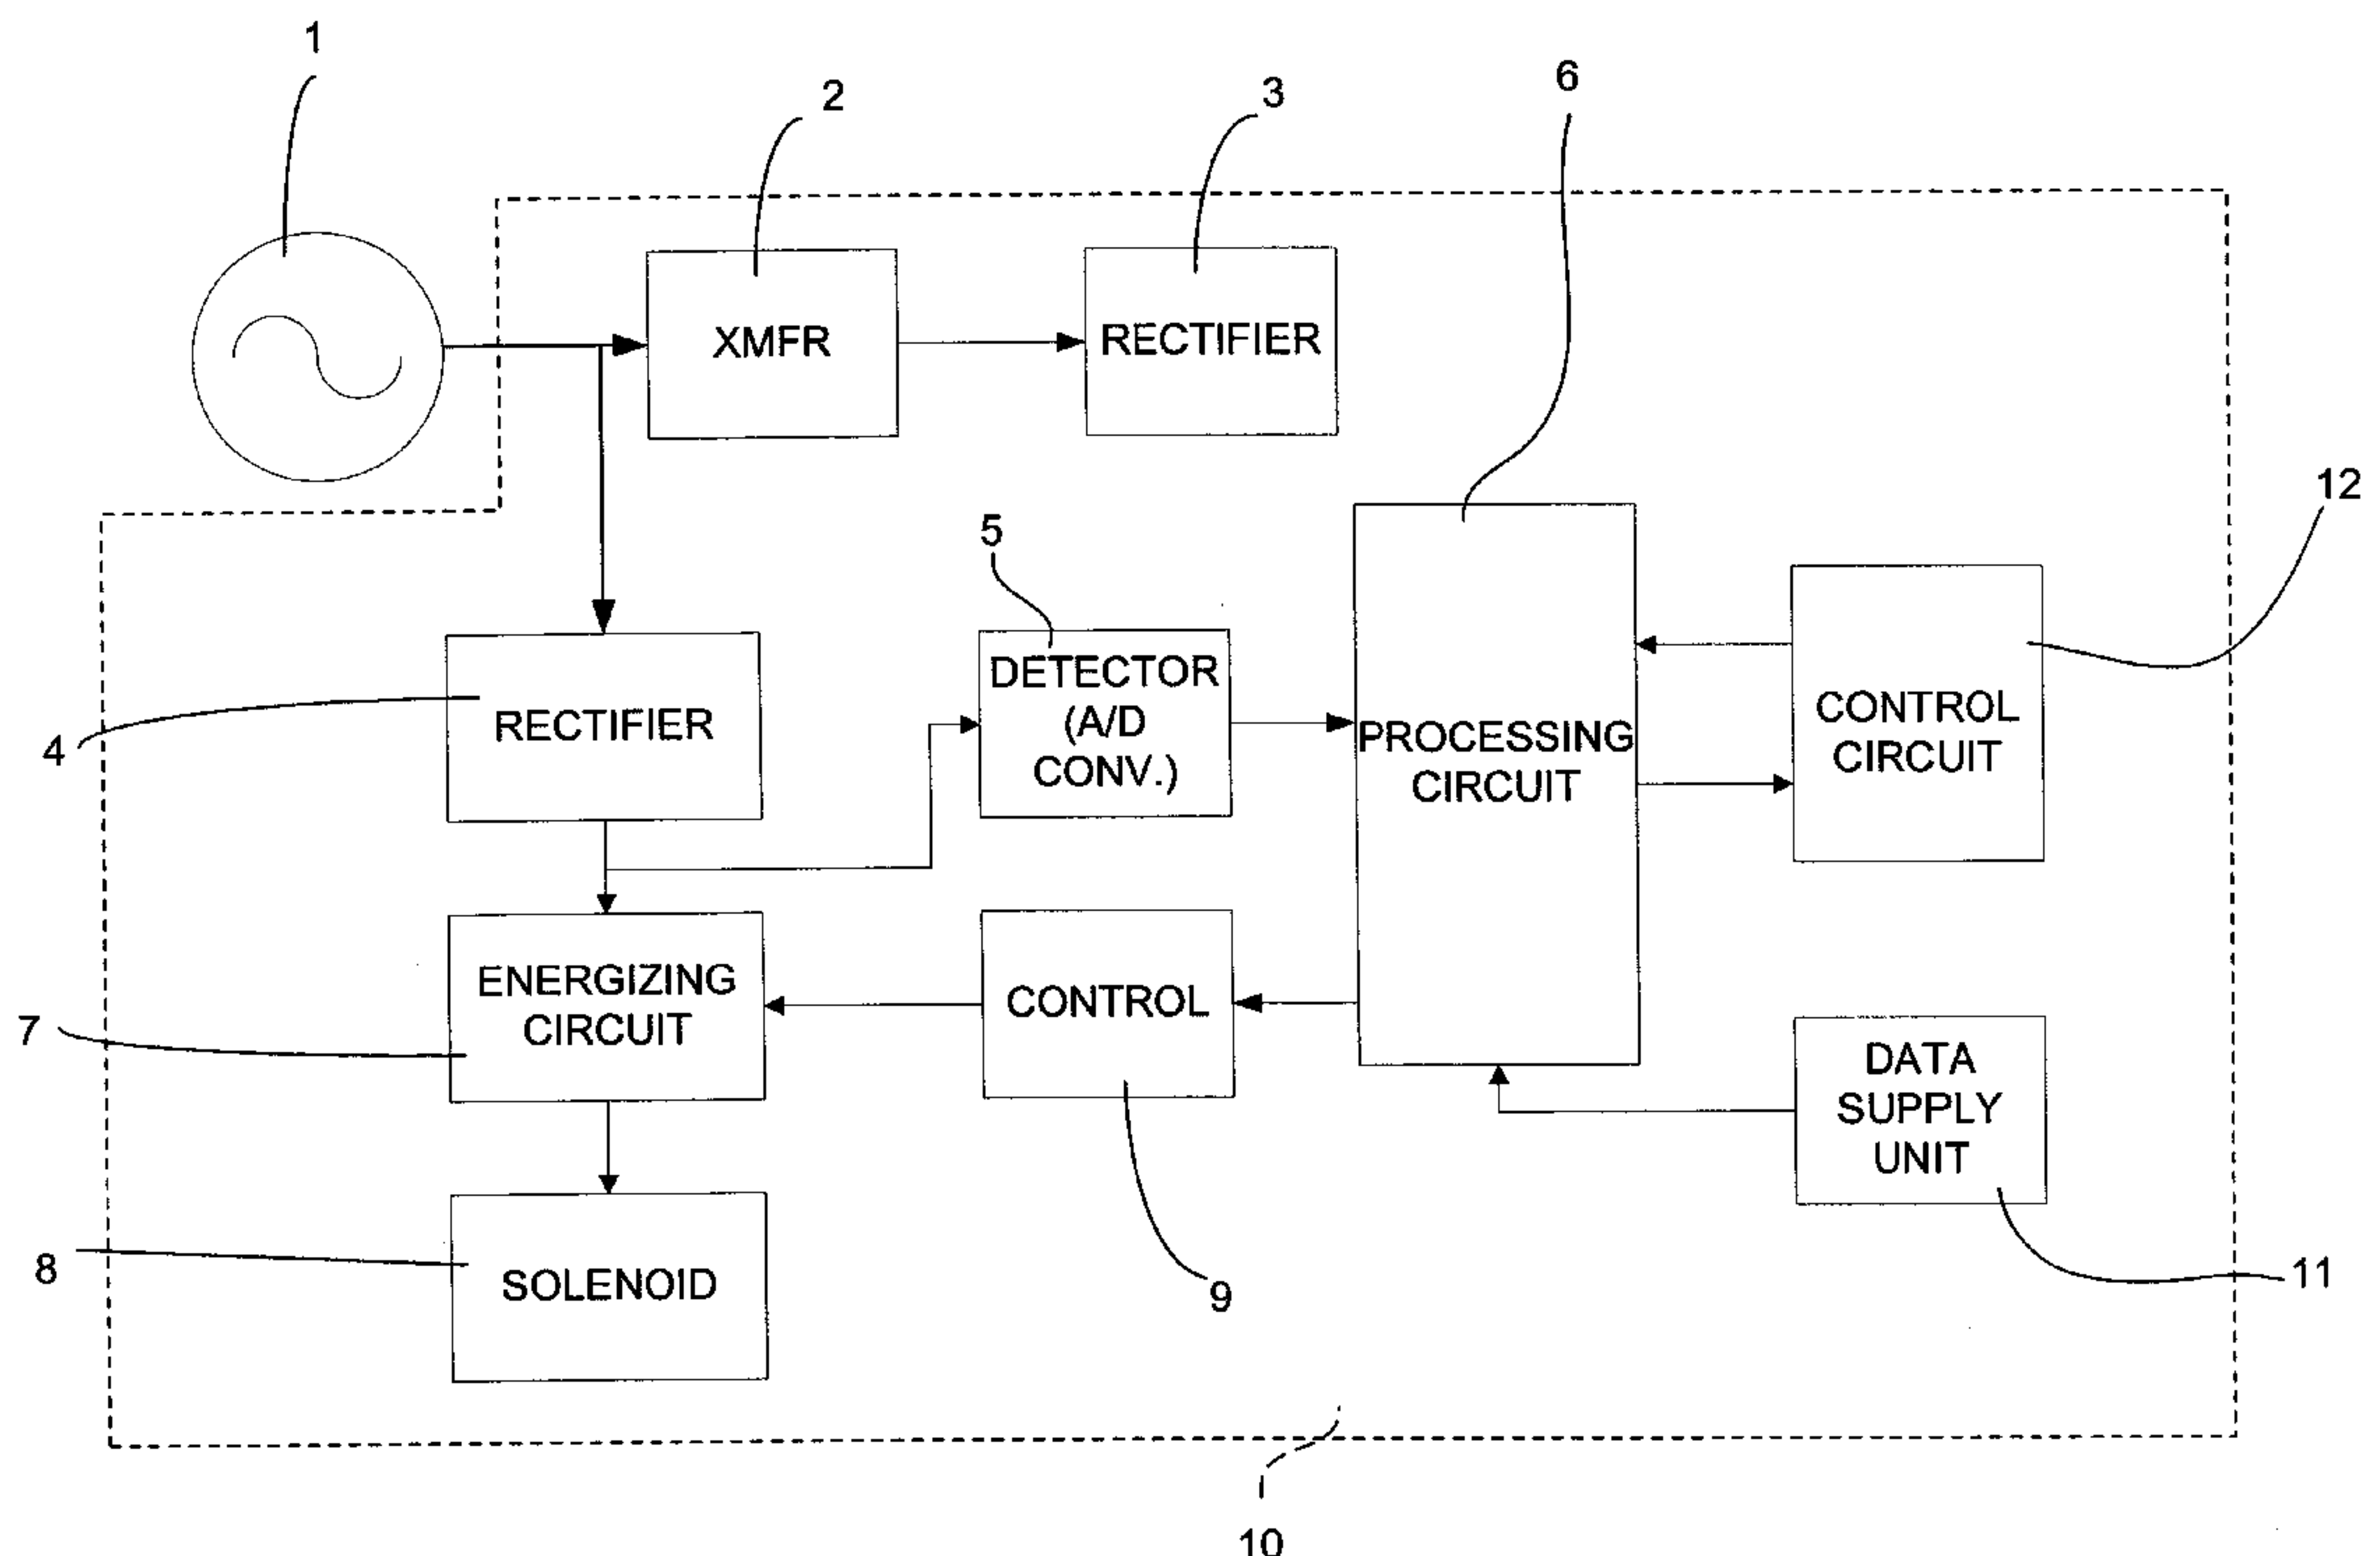 1
2
3
6
XMFR
RECTIFIER
12
5
4
RECTIFIER
DETECTOR
(A/D
CONV.)
PROCESSING
CIRCUIT
CONTROL
CIRCUIT
7
ENERGIZING
CIRCUIT
CONTROL
DATA
SUPPLY
UNIT
8
SOLENOID
9
11
10